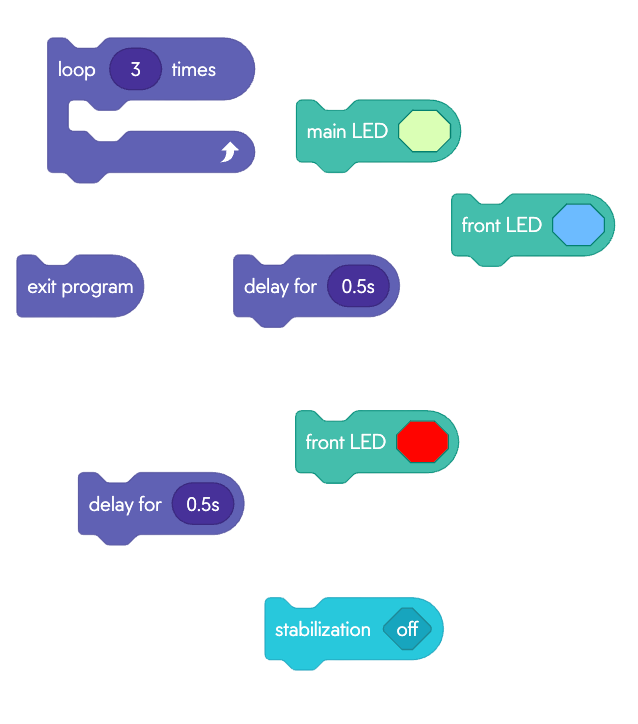 loop 3 times
main LED
front LED
exit program
delay for 0.5s
front LED
delay for 0.5s
stabilization off